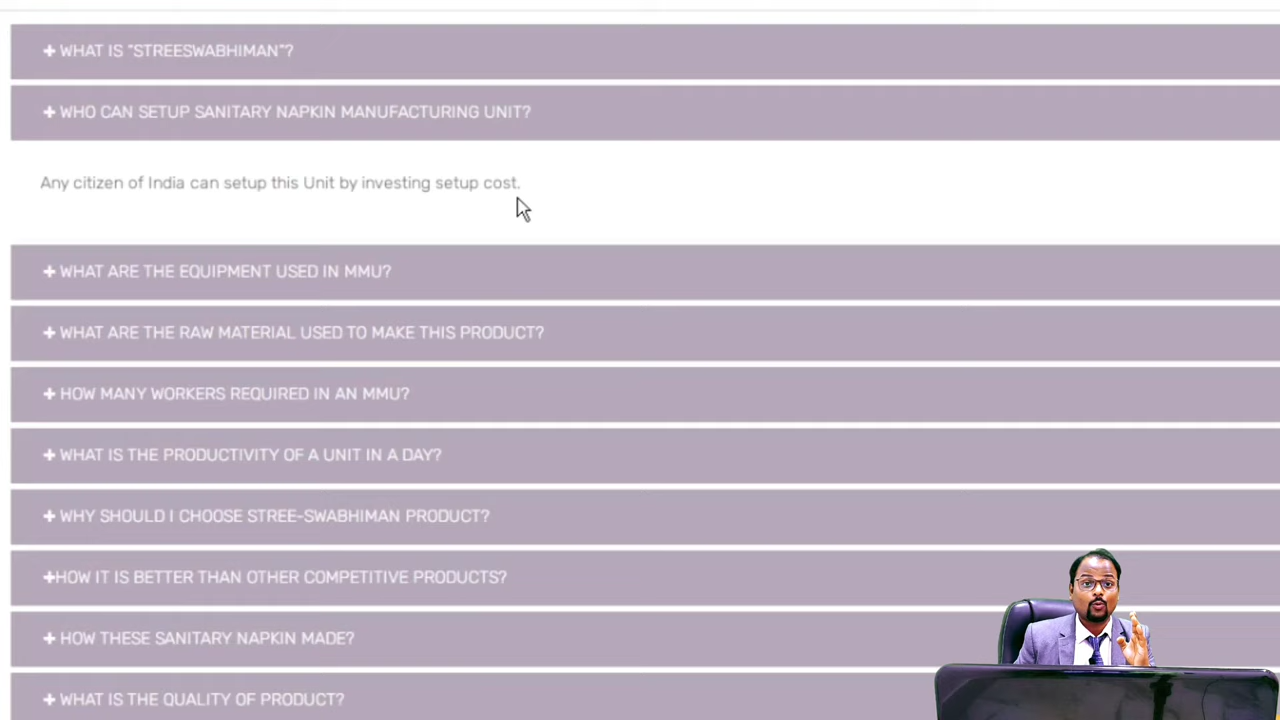 + WHAT IS "STREESWABHIMAN"?
+ WHO CAN SETUP SANITARY NAPKIN MANUFACTURING UNIT?
Any citizen of India can setup this Unit by investing setup cost.
+ WHAT ARE THE EQUIPMENT USED IN MMU?
+ WHAT ARE THE RAW MATERIAL USED TO MAKE THIS PRODUCT?
+ HOW MANY WORKERS REQUIRED IN AN MMU?
+ WHAT IS THE PRODUCTIVITY OF A UNIT IN A DAY?
+ WHY SHOULD I CHOOSE STREE-SWABHIMAN PRODUCT?
+HOW IT IS BETTER THAN OTHER COMPETITIVE PRODUCTS?
+ HOW THESE SANITARY NAPKIN MADE?
+ WHAT IS THE QUALITY OF PRODUCT?